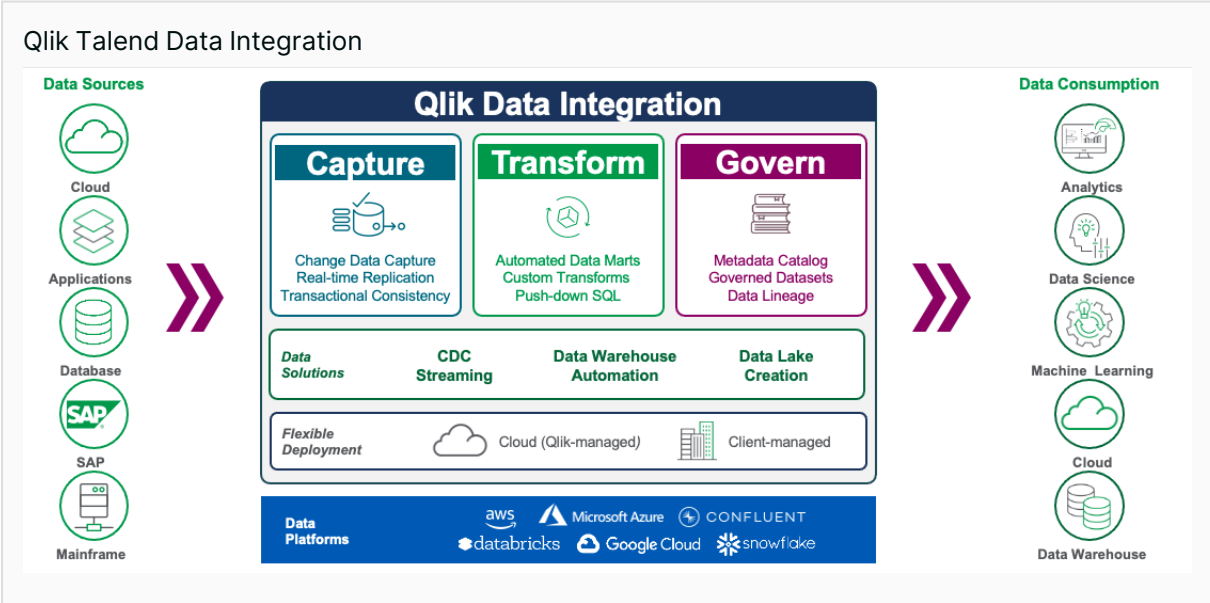 Qlik Talend Data Integration
Data Sources
Cloud
Applications
Database
SAP
SAP
Mainframe
Qlik Data Integration
Capture
Change Data Capture
Real-time Replication
Transactional Consistency
Transform
Automated Data Marts
Custom Transforms
Push-down SQL
Govern
Metadata Catalog
Governed Datasets
Data Lineage
Data
Solutions
CDC
Streaming
Data Warehouse
Automation
Data Lake
Creation
Flexible
Deployment
Cloud (Qlik-managed)
Client-managed
Data
Platforms
aws
Microsoft Azure
CONFLUENT
databricks
Google Cloud
snowflake
Data Consumption
Analytics
Data Science
Machine Learning
Cloud
Data Warehouse